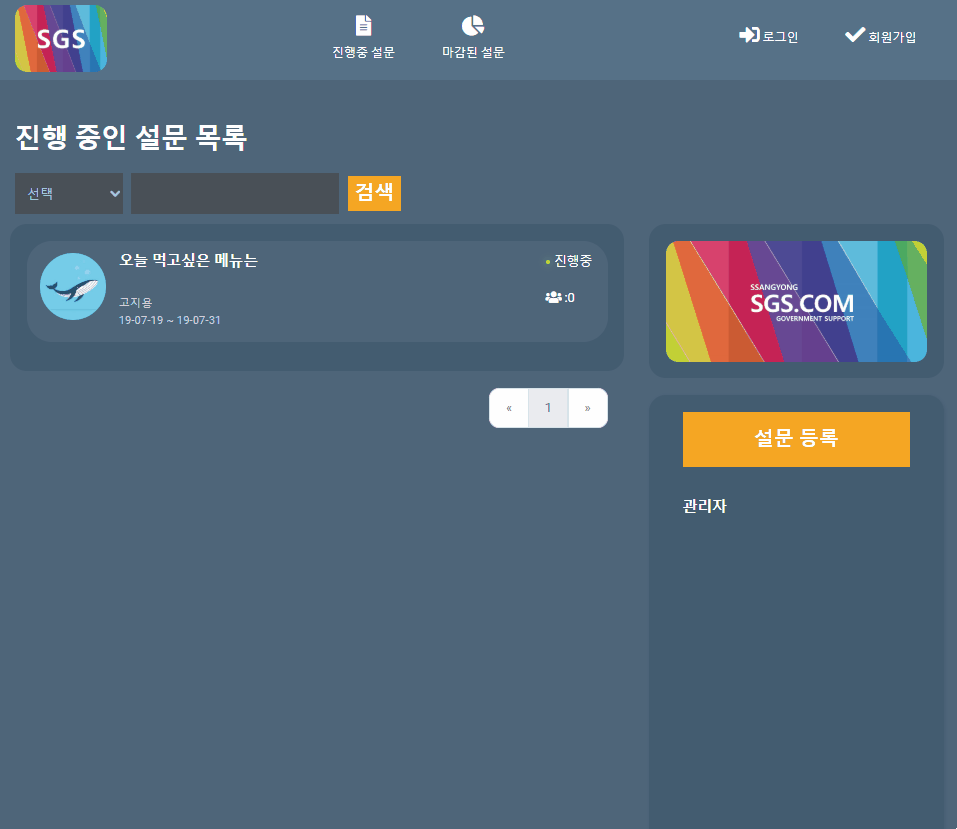 SGS
진행중 설문
마감된 설문
로그인
회원가입
진행 중인 설문 목록
선택
검색
오늘 먹고싶은 메뉴는
진행중
고지용
:0
19-07-19 ~ 19-07-31
« 1 »
SSANGYONG
SGS.COM
GOVERNMENT SUPPORT
설문 등록
관리자